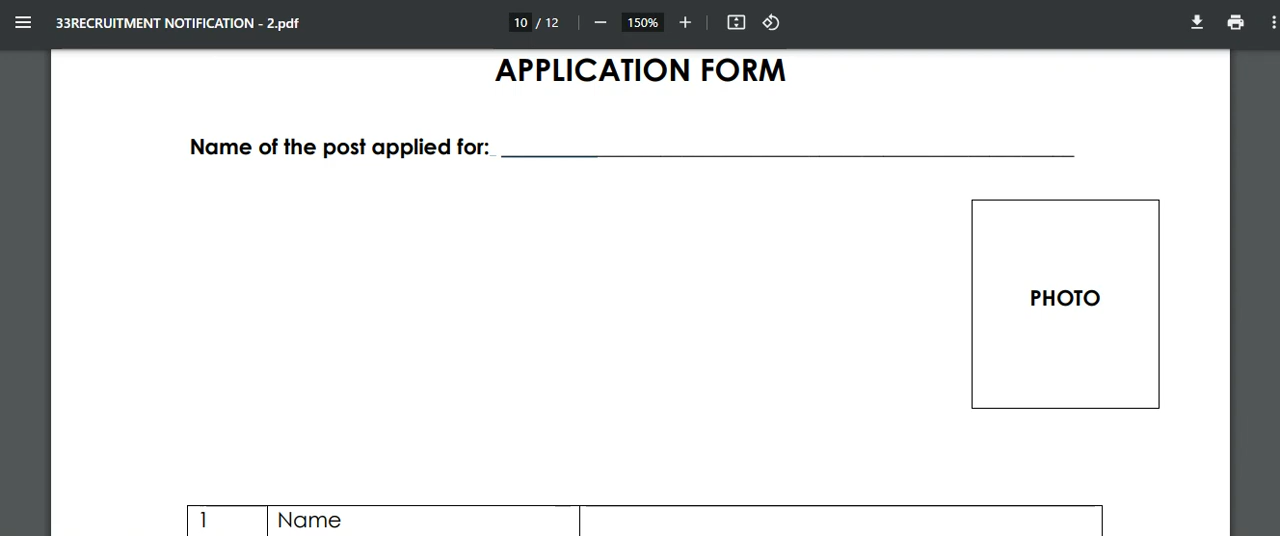 33RECRUITMENT NOTIFICATION - 2.pdf 10 / 12 150%
APPLICATION FORM
Name of the post applied for:
PHOTO
1 Name